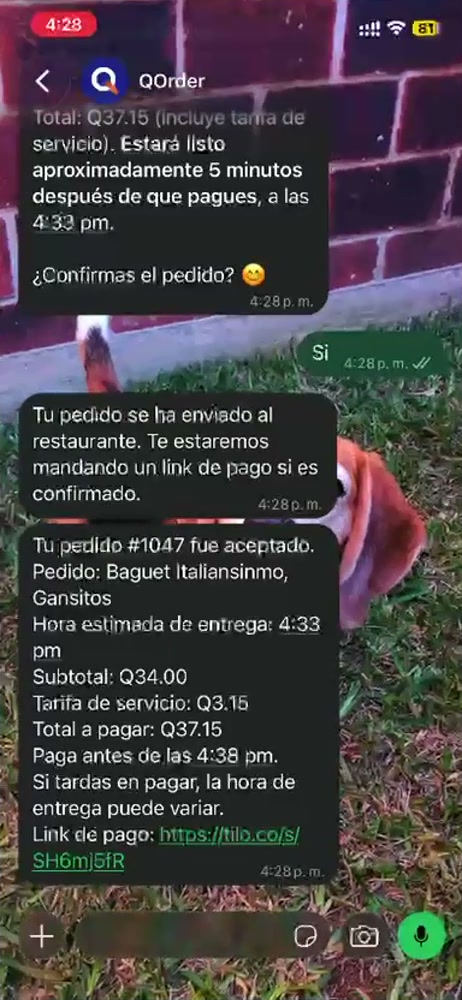 4:28
81
QOrder
Total: Q37.15 (incluye tarifa de
servicio). Estará listo
aproximadamente 5 minutos
después de que pagues, a las
4:33 pm.
¿Confirmas el pedido? 😊
4:28 p. m.
Si
4:28 p. m.
Tu pedido se ha enviado al
restaurante. Te estaremos
mandando un link de pago si es
confirmado.
4:28 p. m.
Tu pedido #1047 fue aceptado.
Pedido: Baguet Italiansinmo,
Gansitos
Hora estimada de entrega: 4:33
pm
Subtotal: Q34.00
Tarifa de servicio: Q3.15
Total a pagar: Q37.15
Paga antes de las 4:38 pm.
Si tardas en pagar, la hora de
entrega puede variar.
Link de pago: https://tilo.co/s/
SH6mj5fR
4:28 p. m.